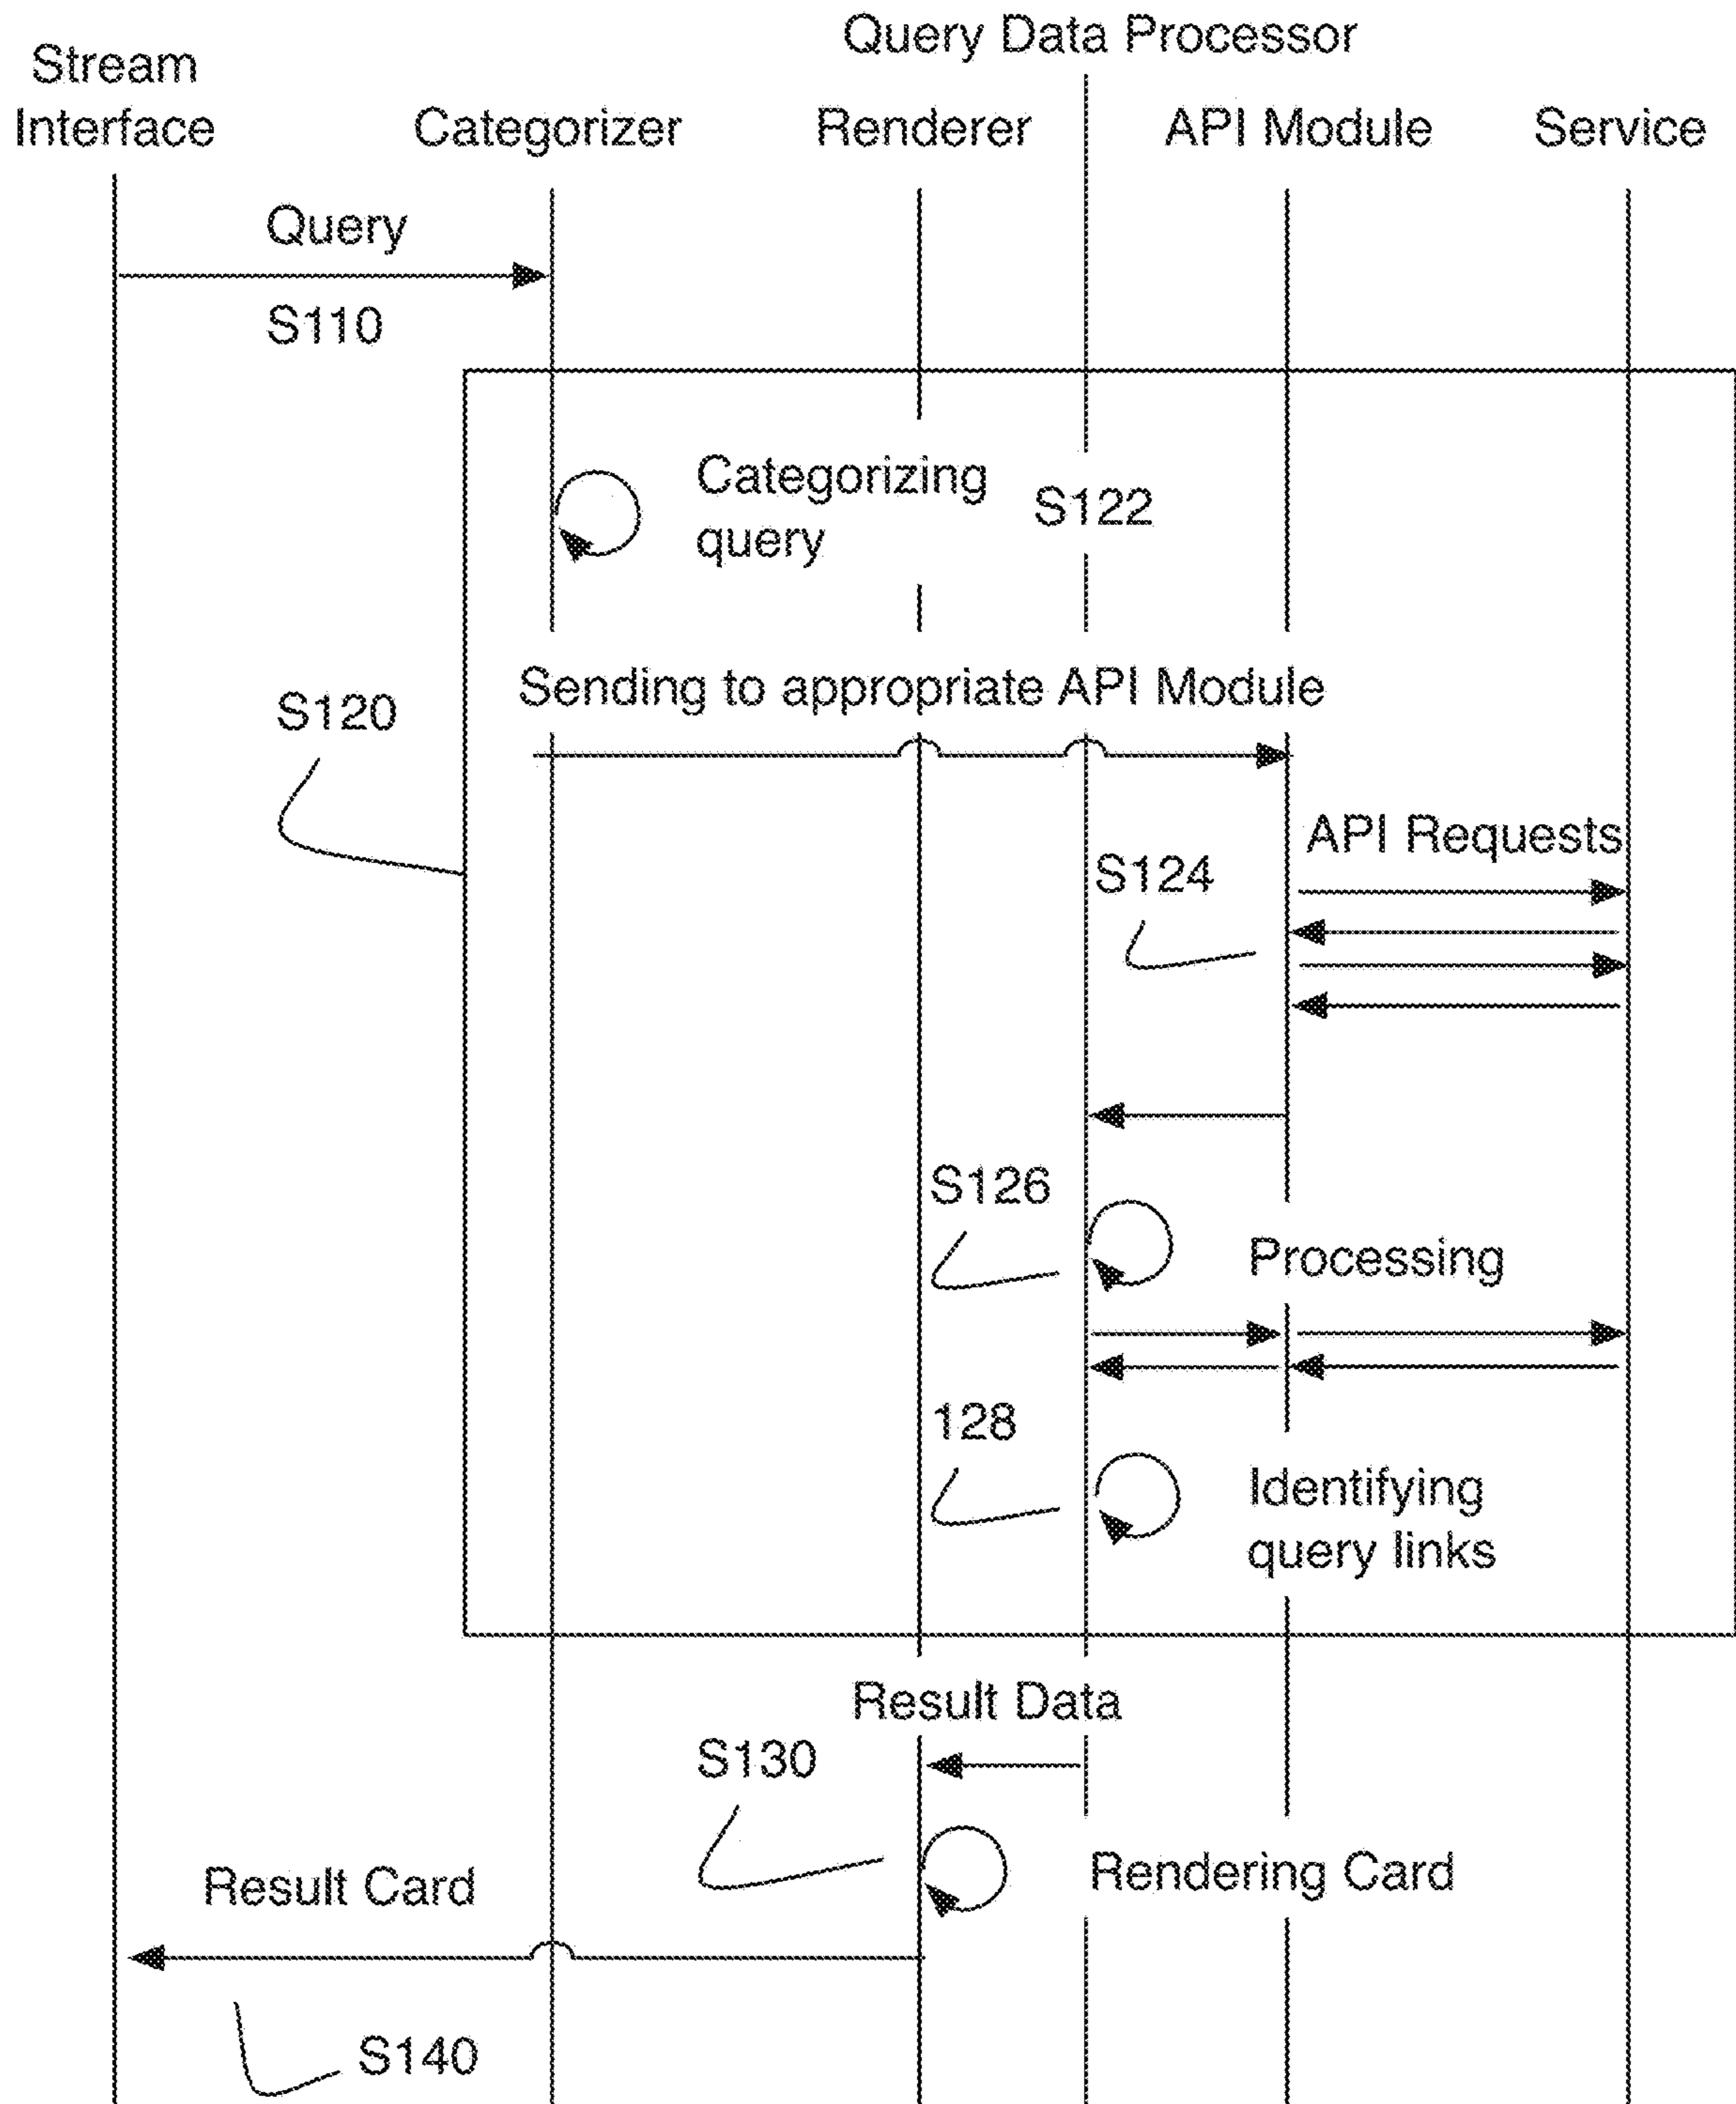 Query Data Processor
Stream
Interface
Categorizer
Renderer
API Module
Service
Query
S110
Categorizing
query
S122
Sending to appropriate API Module
S120
API Requests
S124
S126
Processing
128
Identifying
query links
Result Data
S130
Rendering Card
Result Card
S140